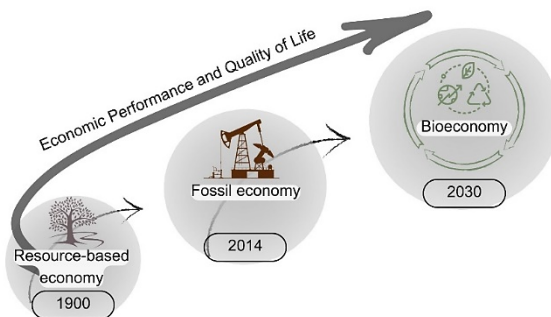 Economic Performance and Quality of Life
Bioeconomy
2030
Fossil economy
2014
Resource-based
economy
1900